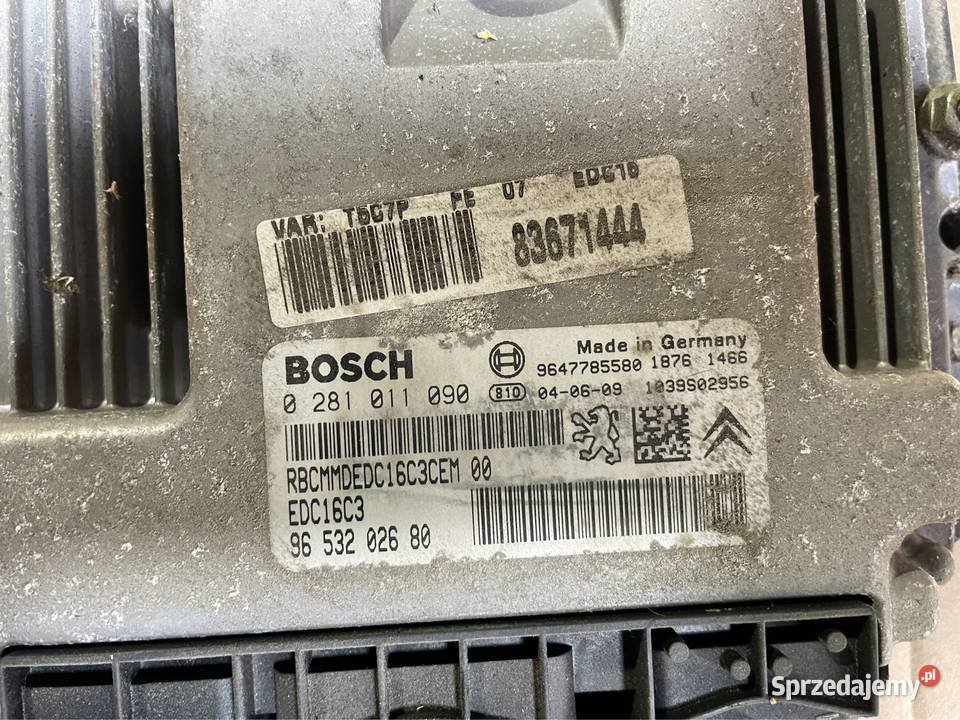 VAR: T5C7P FE 07 EDC16
83671444
BOSCH
Made in Germany
9647785580 1876 1466
0 281 011 090 810 04-06-09 1039S02956
RBCMMDEDC16C3CEM 00
EDC16C3
96 532 026 80
Sprzedajemy.pl